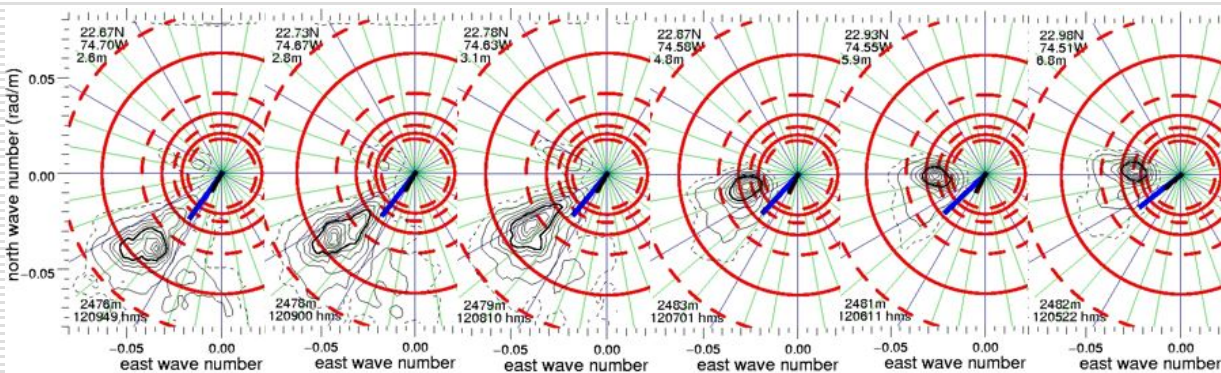 22.67N
74.70W
2.6m
22.73N
74.67W
2.8m
22.78N
74.63W
3.1m
22.87N
74.58W
4.8m
22.93N
74.55W
5.9m
22.98N
74.51W
6.8m
north wave number (rad/m)
0.05
0.00
-0.05
2476m
120949 hms
2478m
120900 hms
2479m
120810 hms
2483m
120701 hms
2481m
120611 hms
2482m
120522 hms
-0.05 0.00
-0.05 0.00
-0.05 0.00
-0.05 0.00
-0.05 0.00
-0.05 0.00
east wave number
east wave number
east wave number
east wave number
east wave number
east wave number